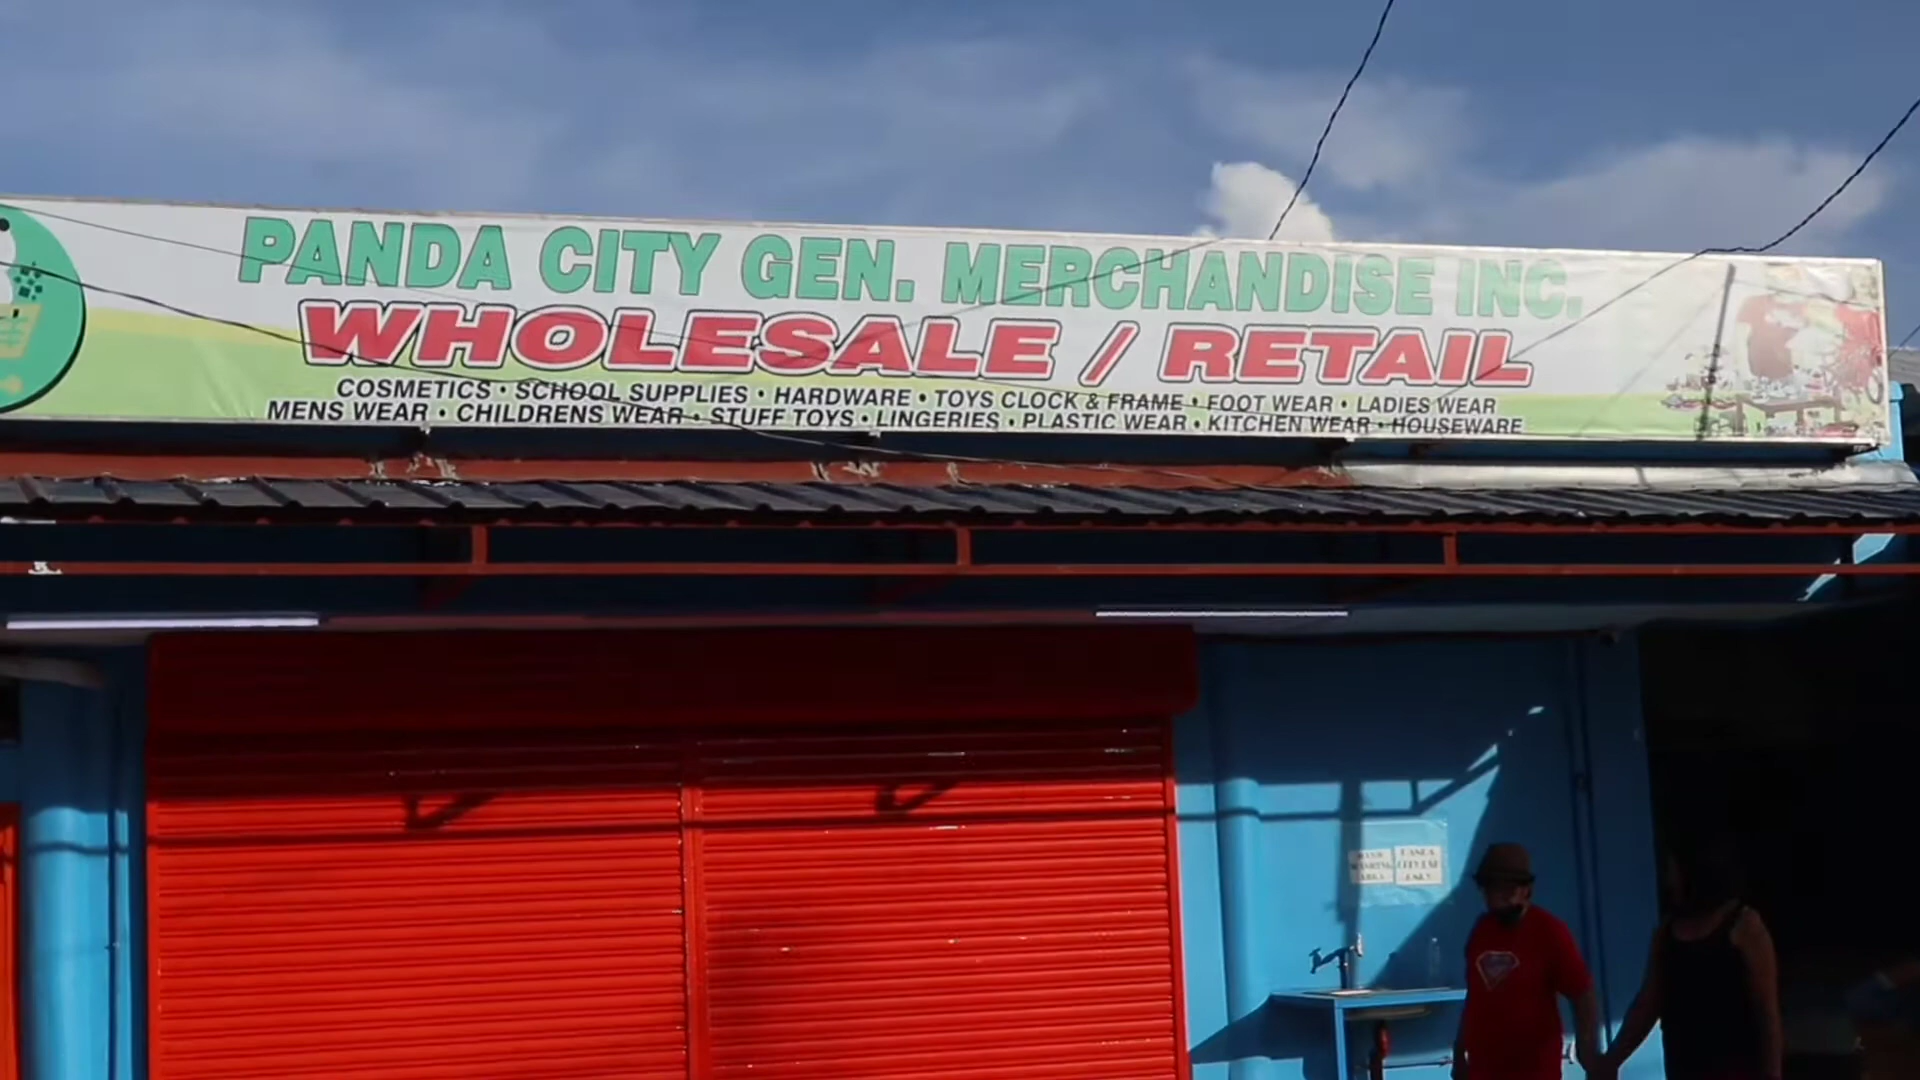 PANDA CITY GEN. MERCHANDISE INC.
WHOLESALE / RETAIL
COSMETICS • SCHOOL SUPPLIES • HARDWARE • TOYS CLOCK & FRAME • FOOT WEAR • LADIES WEAR
MENS WEAR • CHILDRENS WEAR • STUFF TOYS • LINGERIES • PLASTIC WEAR • KITCHEN WEAR • HOUSEWARE